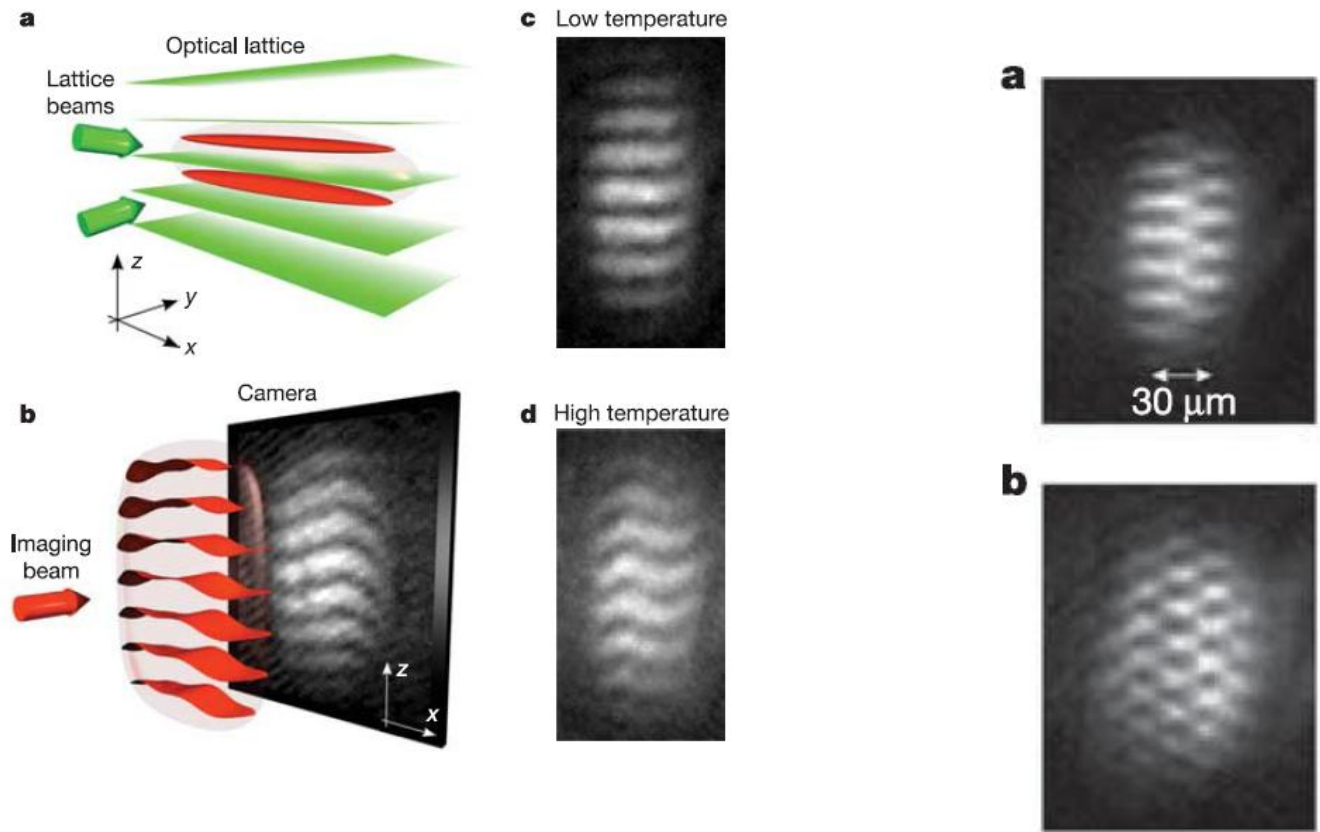 a
Optical lattice
Lattice
beams
z
y
x
c Low temperature
b
Camera
Imaging
beam
z
x
d High temperature
a
30 μm
b